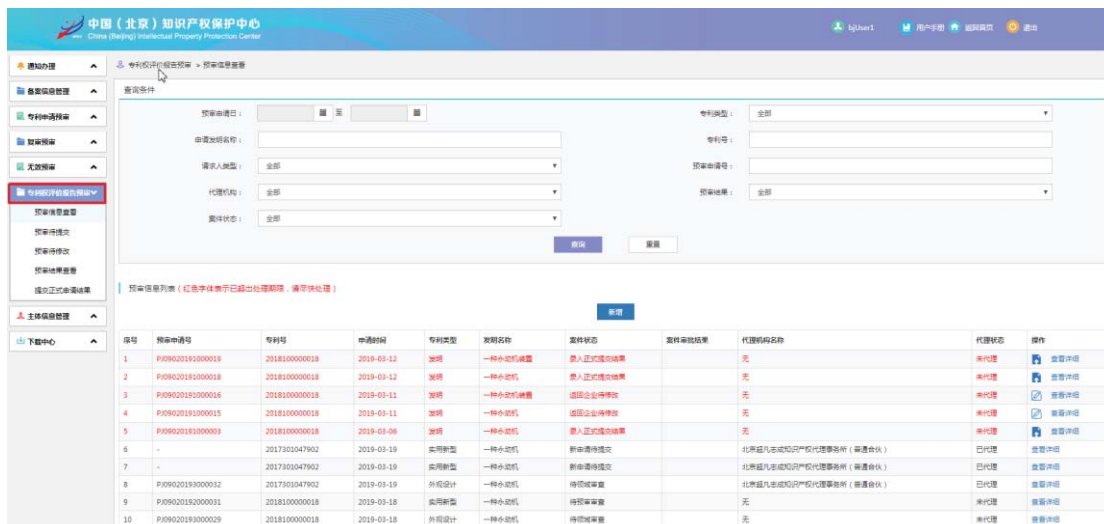 中国（北京）知识产权保护中心
China (Beijing) Intellectual Property Protection Center
bjUser1 用户手册 返回首页 退出
通知办理
备案信息管理
专利申请预审
复审预审
无效预审
专利权评价报告预审
预审信息查看
预审待提交
预审待修改
预审结果查看
提交正式申请结果
主体信息管理
下载中心
专利权评价报告预审 » 预审信息查看
查询条件
预审申请日： 至 专利类型： 全部
申请发明名称： 专利号：
请求人类型： 全部 预审申请号：
代理机构： 全部 预审结果： 全部
案件状态： 全部
查询 重置
预审信息列表（红色字体表示已超出处理期限，请尽快处理）
新增
序号 预审申请号 专利号 申请时间 专利类型 发明名称 案件状态 案件审批结果 代理机构名称 代理状态 操作
1 PJ09020191000019 2018100000018 2019-03-12 发明 一种永动机装置 录入正式提交结果 无 未代理 查看详细
2 PJ09020191000018 2018100000018 2019-03-12 发明 一种永动机 录入正式提交结果 无 未代理 查看详细
3 PJ09020191000016 2018100000018 2019-03-11 发明 一种永动机装置 退回企业待修改 无 未代理 查看详细
4 PJ09020191000015 2018100000018 2019-03-11 发明 一种永动机 退回企业待修改 无 未代理 查看详细
5 PJ09020191000003 2018100000018 2019-03-06 发明 一种永动机 录入正式提交结果 无 未代理 查看详细
6 - 2017301047902 2019-03-19 实用新型 一种永动机 新申请待提交 北京超凡志成知识产权代理事务所（普通合伙） 已代理 查看详细
7 - 2017301047902 2019-03-19 实用新型 一种永动机 新申请待提交 北京超凡志成知识产权代理事务所（普通合伙） 已代理 查看详细
8 PJ09020193000032 2017301047902 2019-03-19 外观设计 一种永动机 待领域审查 北京超凡志成知识产权代理事务所（普通合伙） 已代理 查看详细
9 PJ09020192000031 2018100000018 2019-03-18 实用新型 一种永动机 待预审审查 无 未代理 查看详细
10 PJ09020193000029 2018100000018 2019-03-18 外观设计 一种永动机 待领域审查 无 未代理 查看详细